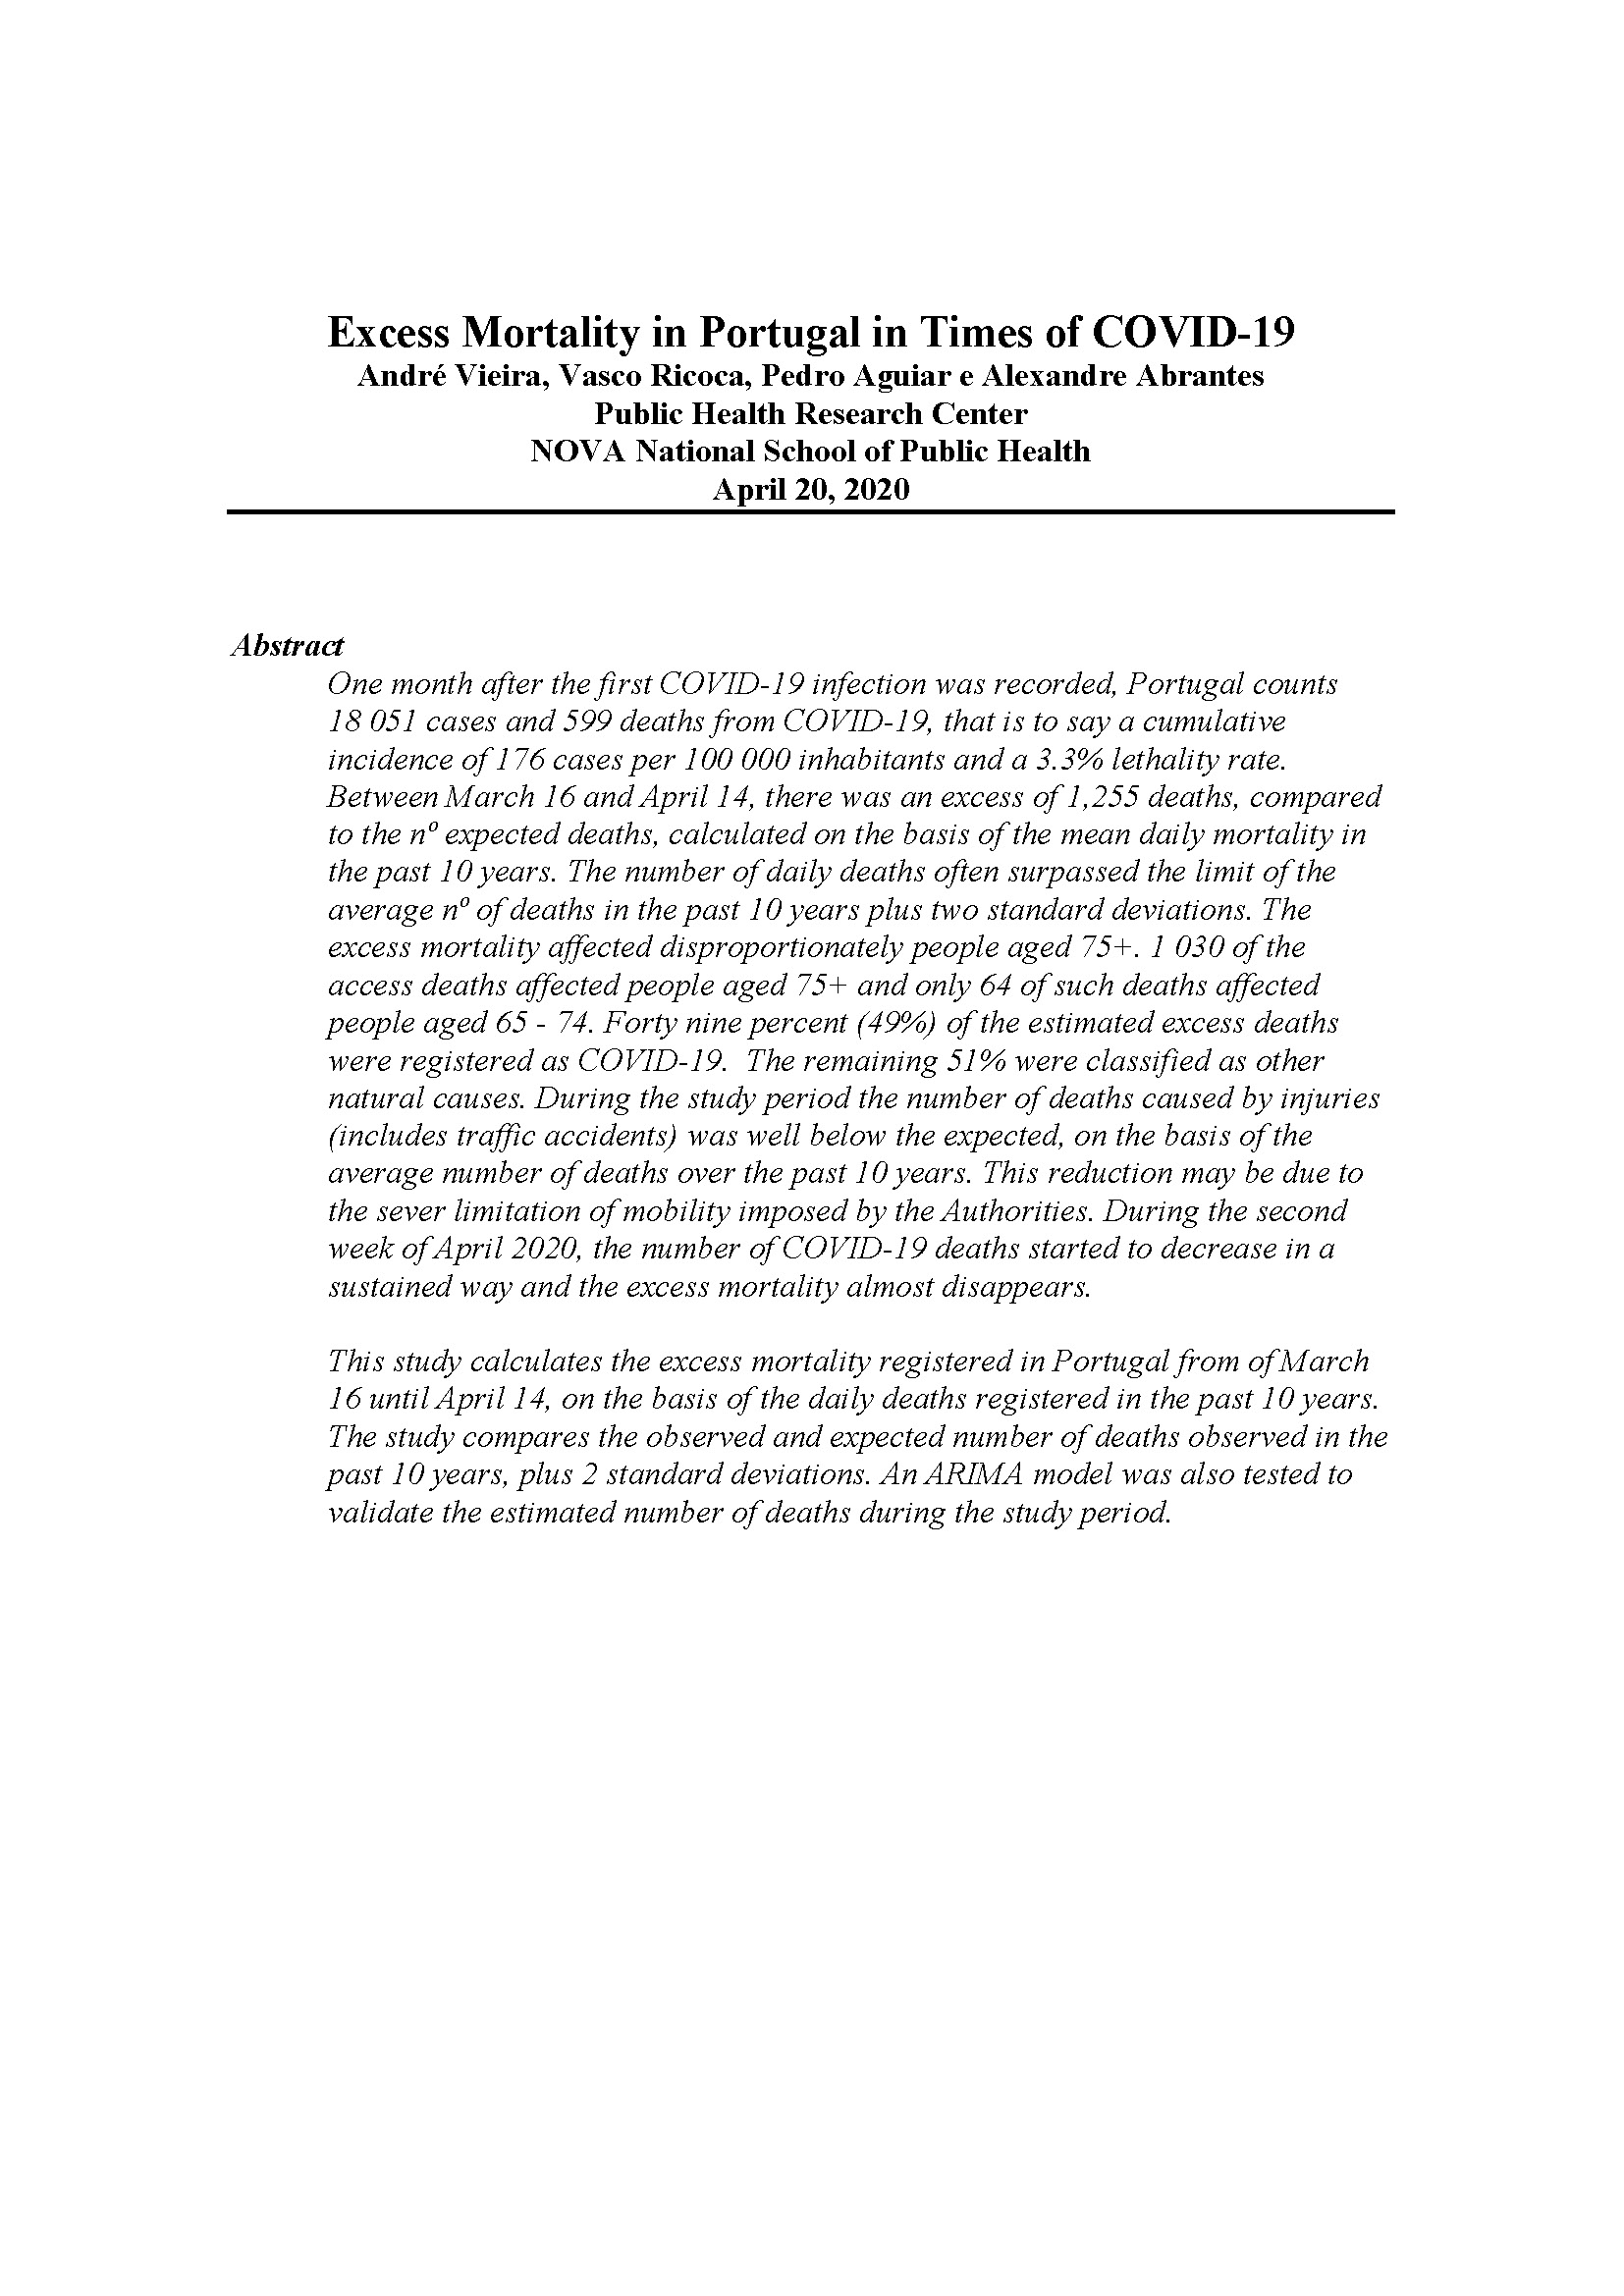 Excess Mortality in Portugal in Times of COVID-19
André Vieira, Vasco Ricoca, Pedro Aguiar e Alexandre Abrantes
Public Health Research Center
NOVA National School of Public Health
April 20, 2020
Abstract
One month after the first COVID-19 infection was recorded, Portugal counts
18 051 cases and 599 deaths from COVID-19, that is to say a cumulative
incidence of 176 cases per 100 000 inhabitants and a 3.3% lethality rate.
Between March 16 and April 14, there was an excess of 1,255 deaths, compared
to the nº expected deaths, calculated on the basis of the mean daily mortality in
the past 10 years. The number of daily deaths often surpassed the limit of the
average nº of deaths in the past 10 years plus two standard deviations. The
excess mortality affected disproportionately people aged 75+. 1 030 of the
access deaths affected people aged 75+ and only 64 of such deaths affected
people aged 65 - 74. Forty nine percent (49%) of the estimated excess deaths
were registered as COVID-19.  The remaining 51% were classified as other
natural causes. During the study period the number of deaths caused by injuries
(includes traffic accidents) was well below the expected, on the basis of the
average number of deaths over the past 10 years. This reduction may be due to
the sever limitation of mobility imposed by the Authorities. During the second
week of April 2020, the number of COVID-19 deaths started to decrease in a
sustained way and the excess mortality almost disappears.
This study calculates the excess mortality registered in Portugal from of March
16 until April 14, on the basis of the daily deaths registered in the past 10 years.
The study compares the observed and expected number of deaths observed in the
past 10 years, plus 2 standard deviations. An ARIMA model was also tested to
validate the estimated number of deaths during the study period.